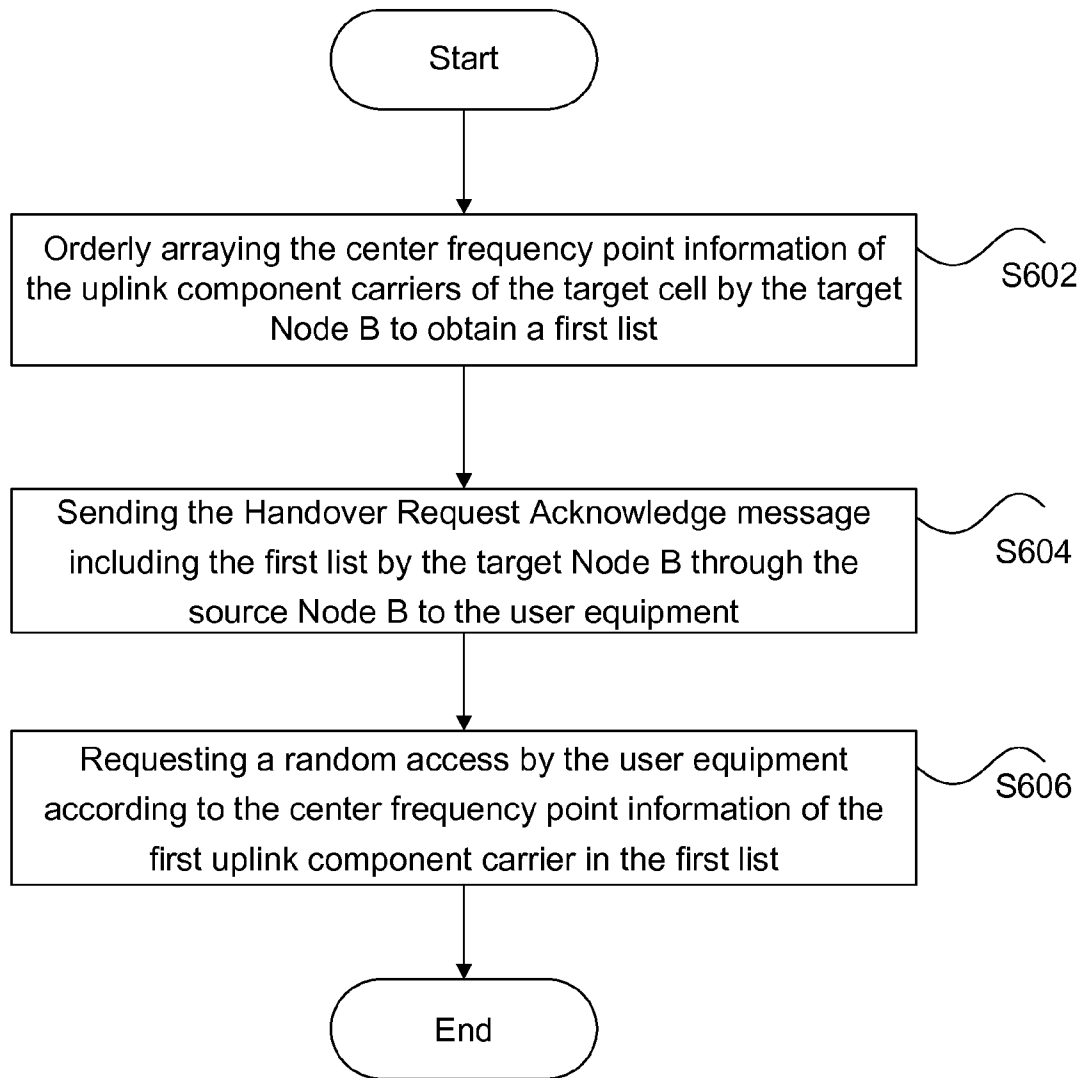 Start
Orderly arraying the center frequency point information of
the uplink component carriers of the target cell by the target
Node B to obtain a first list
S602
Sending the Handover Request Acknowledge message
including the first list by the target Node B through the
source Node B to the user equipment
S604
Requesting a random access by the user equipment
according to the center frequency point information of the
first uplink component carrier in the first list
S606
End